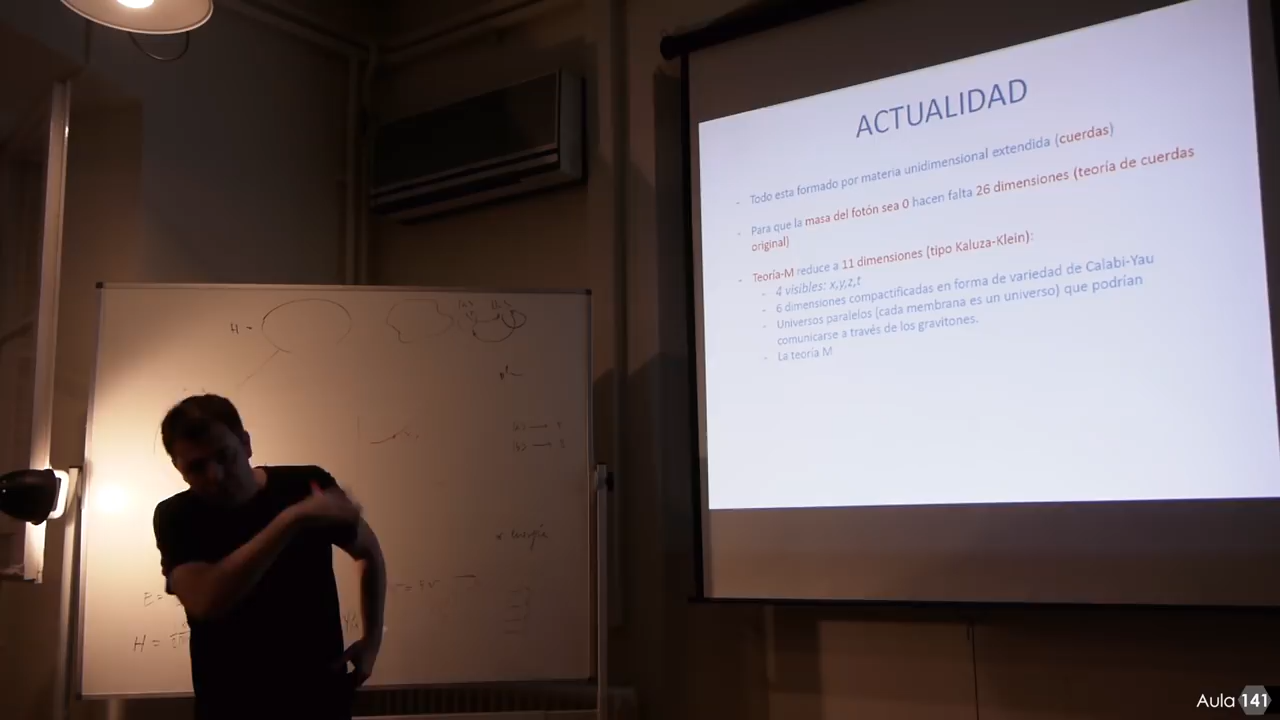 ACTUALIDAD
- Todo esta formado por materia unidimensional extendida (cuerdas)
- Para que la masa del fotón sea 0 hacen falta 26 dimensiones (teoría de cuerdas
original)
- Teoría-M reduce a 11 dimensiones (tipo Kaluza-Klein):
- 4 visibles: x,y,z,t
- 6 dimensiones compactificadas en forma de variedad de Calabi-Yau
- Universos paralelos (cada membrana es un universo) que podrían
comunicarse a través de los gravitones.
- La teoría M
energía
E =
H =
Aula 141